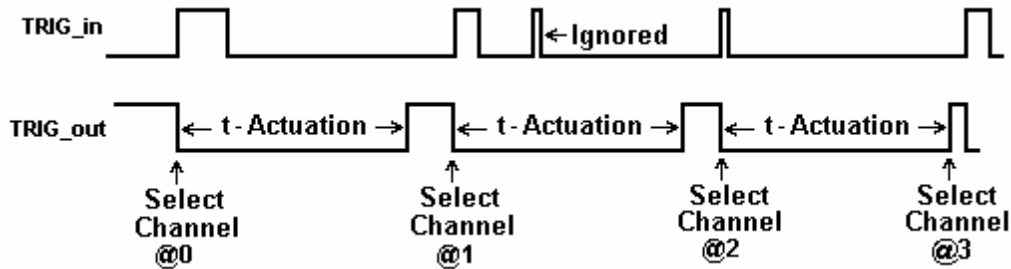 TRIG_in
Ignored
TRIG_out
t-Actuation
t-Actuation
t-Actuation
Select
Channel
@0
Select
Channel
@1
Select
Channel
@2
Select
Channel
@3